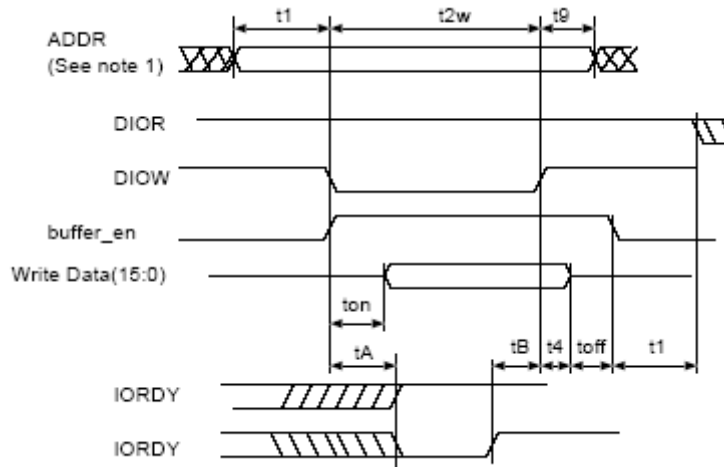 t1 t2w t9
ADDR
(See note 1)
DIOR
DIOW
buffer_en
Write Data(15:0)
ton
tA tB t4 toff t1
IORDY
IORDY